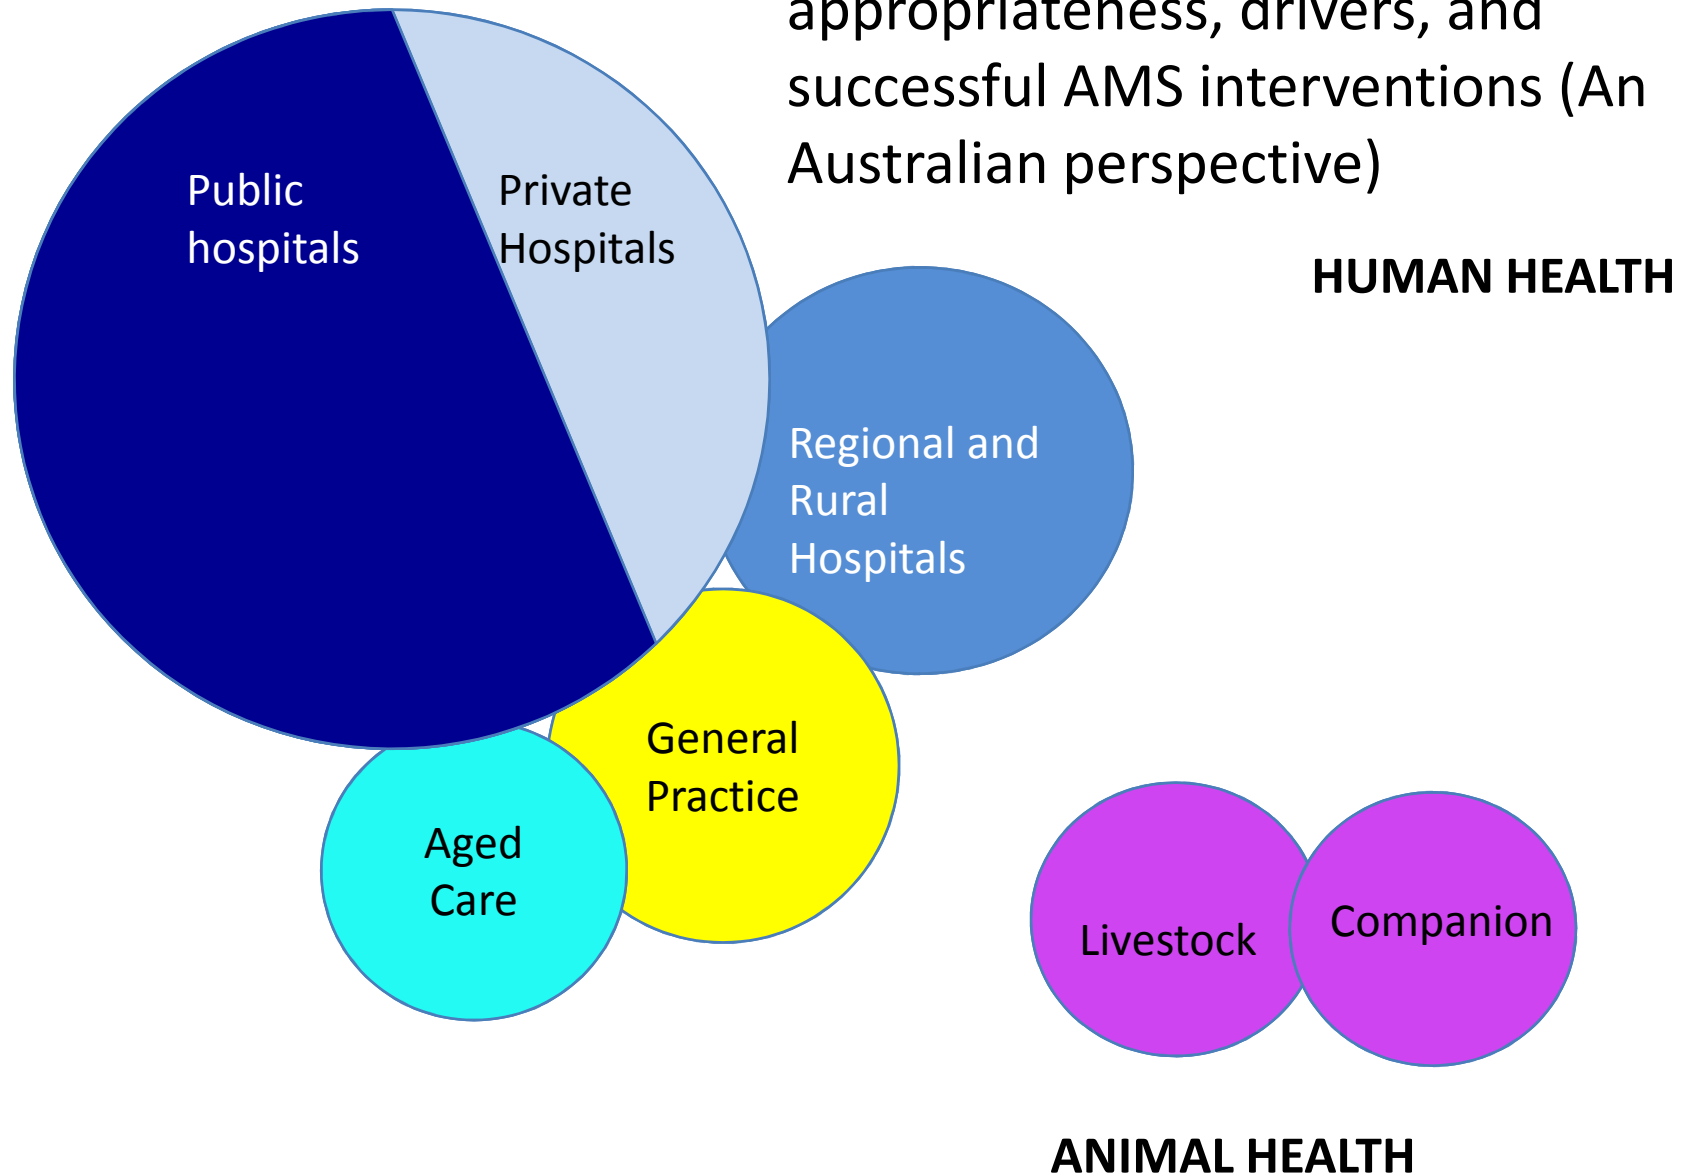 appropriateness, drivers, and
successful AMS interventions (An
Australian perspective)
Public
hospitals
Private
Hospitals
HUMAN HEALTH
Regional and
Rural
Hospitals
General
Practice
Aged
Care
Livestock
Companion
ANIMAL HEALTH